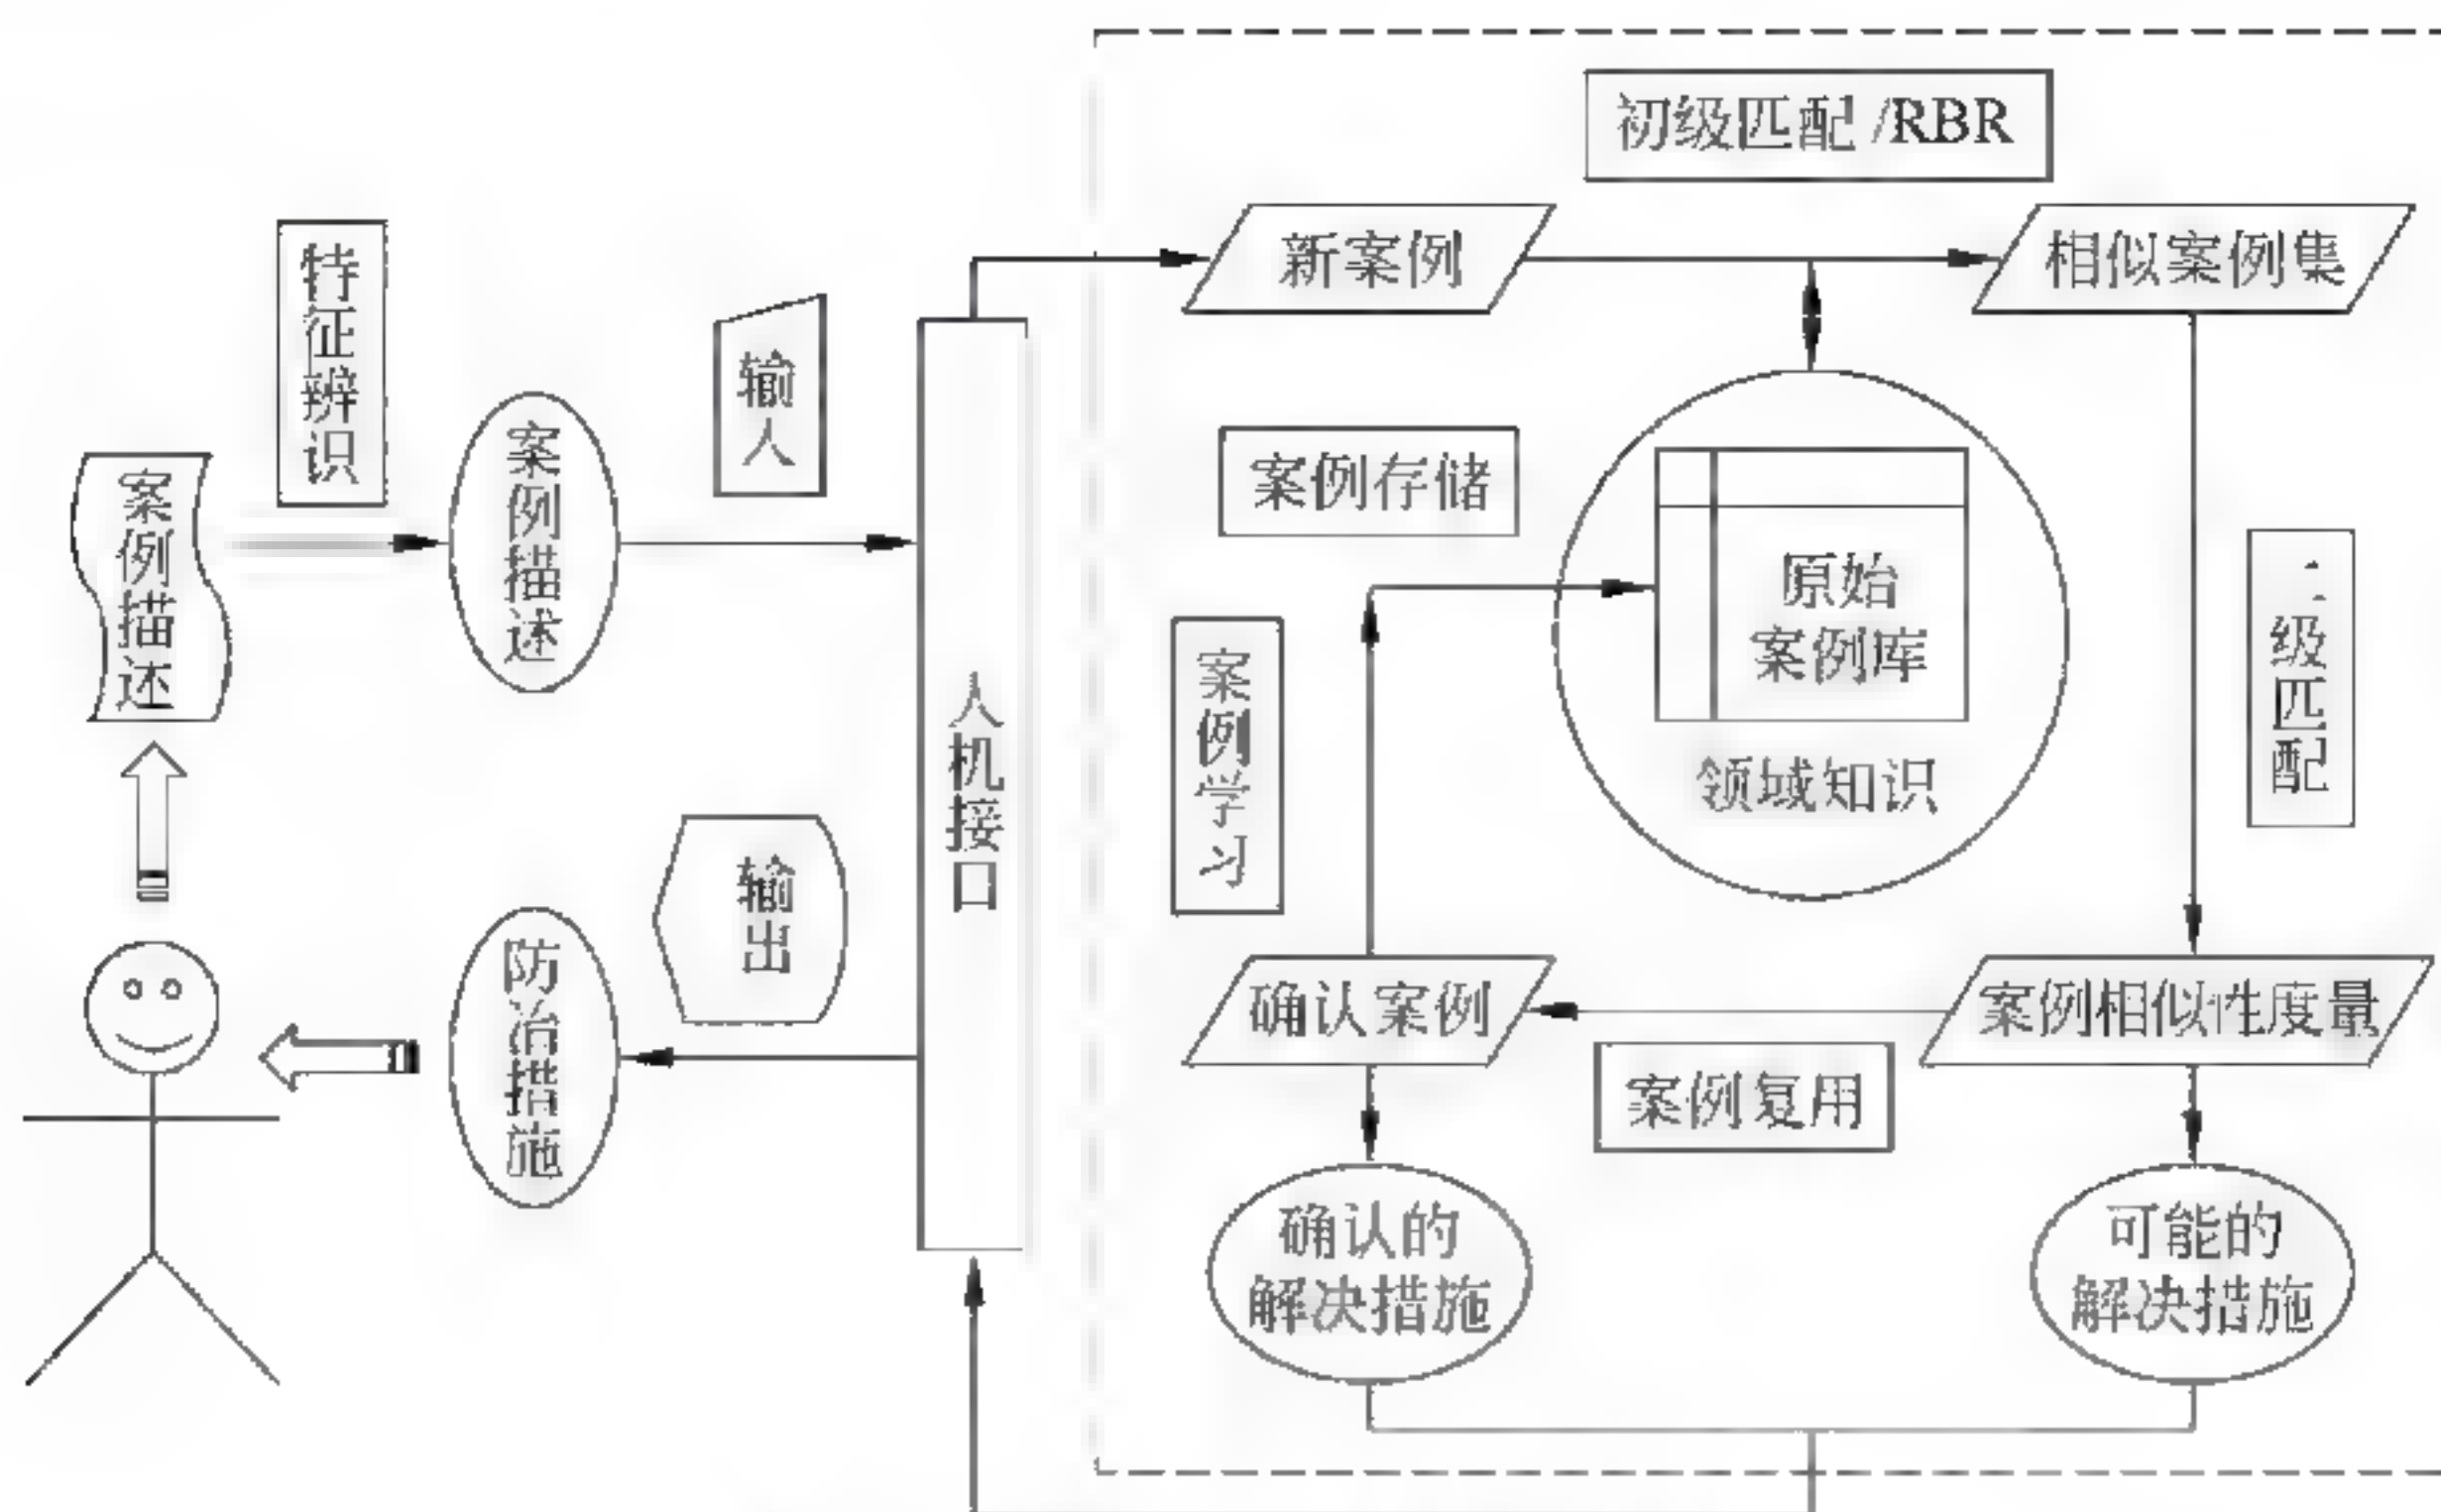 初级匹配/RBR
新案例
相似案例集
特征辨识
输入
案例描述
案例描述
案例存储
原始
案例库
领域知识
二级匹配
案例学习
人机接口
输出
防治措施
确认案例
案例相似性度量
案例复用
确认的
解决措施
可能的
解决措施